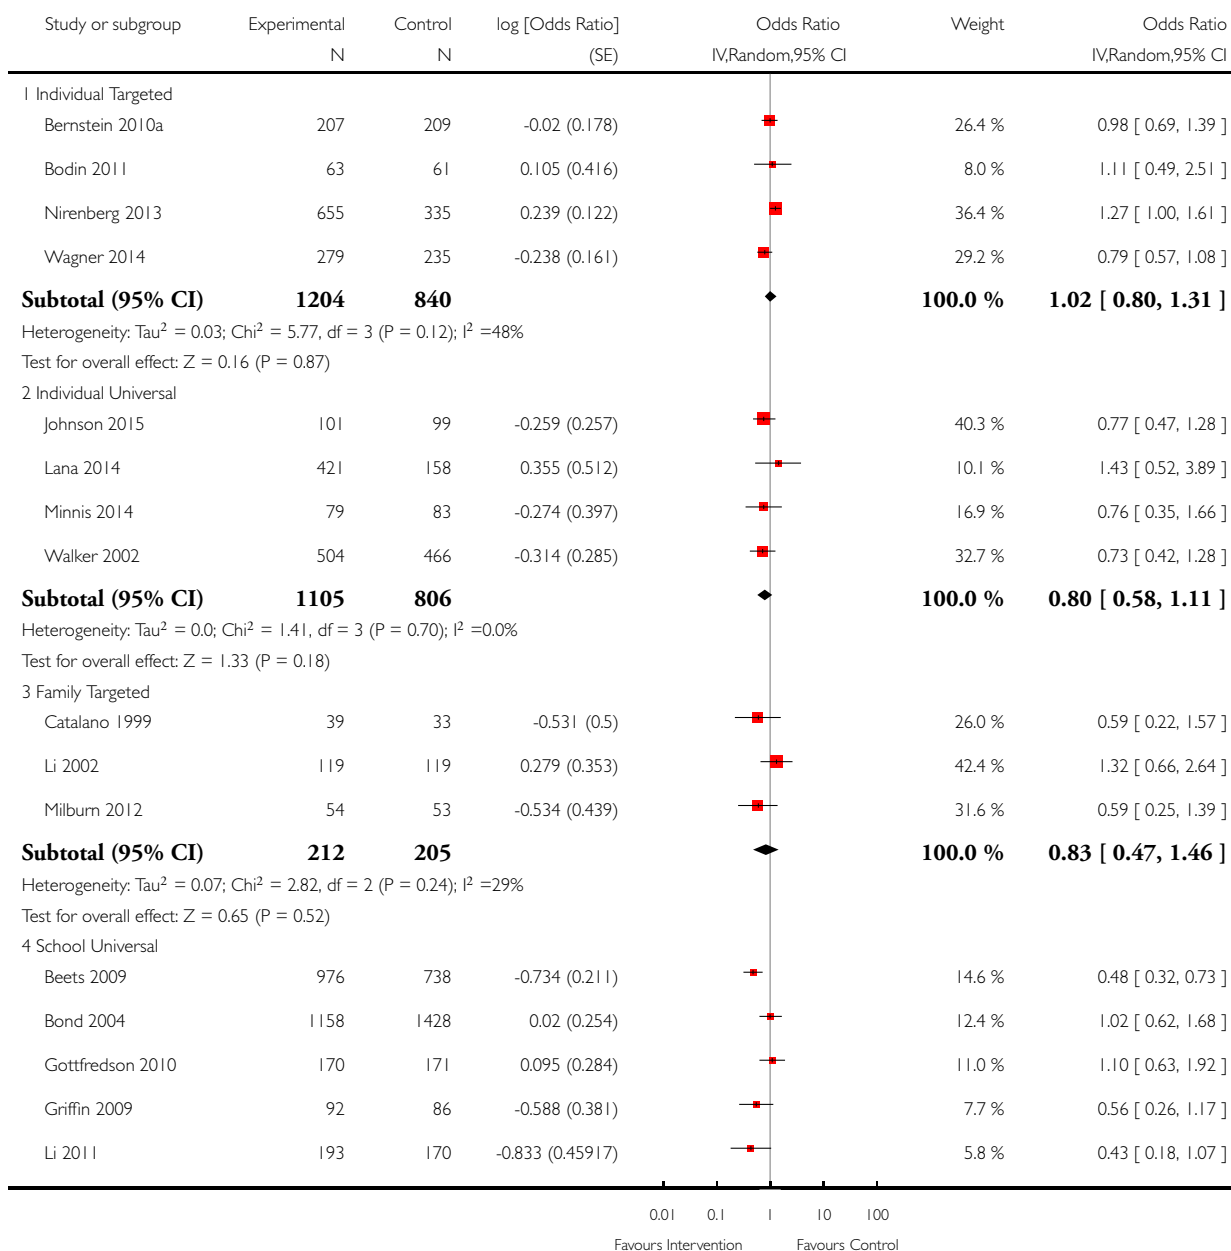 Study or subgroup Experimental Control log [Odds Ratio] Odds Ratio Weight Odds Ratio
N N (SE) IV,Random,95% CI IV,Random,95% CI
1 Individual Targeted
Bernstein 2010a 207 209 -0.02 (0.178) 26.4 % 0.98 [ 0.69, 1.39 ]
Bodin 2011 63 61 0.105 (0.416) 8.0 % 1.11 [ 0.49, 2.51 ]
Nirenberg 2013 655 335 0.239 (0.122) 36.4 % 1.27 [ 1.00, 1.61 ]
Wagner 2014 279 235 -0.238 (0.161) 29.2 % 0.79 [ 0.57, 1.08 ]
Subtotal (95% CI) 1204 840 100.0 % 1.02 [ 0.80, 1.31 ]
Heterogeneity: Tau² = 0.03; Chi² = 5.77, df = 3 (P = 0.12); I² =48%
Test for overall effect: Z = 0.16 (P = 0.87)
2 Individual Universal
Johnson 2015 101 99 -0.259 (0.257) 40.3 % 0.77 [ 0.47, 1.28 ]
Lana 2014 421 158 0.355 (0.512) 10.1 % 1.43 [ 0.52, 3.89 ]
Minnis 2014 79 83 -0.274 (0.397) 16.9 % 0.76 [ 0.35, 1.66 ]
Walker 2002 504 466 -0.314 (0.285) 32.7 % 0.73 [ 0.42, 1.28 ]
Subtotal (95% CI) 1105 806 100.0 % 0.80 [ 0.58, 1.11 ]
Heterogeneity: Tau² = 0.0; Chi² = 1.41, df = 3 (P = 0.70); I² =0.0%
Test for overall effect: Z = 1.33 (P = 0.18)
3 Family Targeted
Catalano 1999 39 33 -0.531 (0.5) 26.0 % 0.59 [ 0.22, 1.57 ]
Li 2002 119 119 0.279 (0.353) 42.4 % 1.32 [ 0.66, 2.64 ]
Milburn 2012 54 53 -0.534 (0.439) 31.6 % 0.59 [ 0.25, 1.39 ]
Subtotal (95% CI) 212 205 100.0 % 0.83 [ 0.47, 1.46 ]
Heterogeneity: Tau² = 0.07; Chi² = 2.82, df = 2 (P = 0.24); I² =29%
Test for overall effect: Z = 0.65 (P = 0.52)
4 School Universal
Beets 2009 976 738 -0.734 (0.211) 14.6 % 0.48 [ 0.32, 0.73 ]
Bond 2004 1158 1428 0.02 (0.254) 12.4 % 1.02 [ 0.62, 1.68 ]
Gottfredson 2010 170 171 0.095 (0.284) 11.0 % 1.10 [ 0.63, 1.92 ]
Griffin 2009 92 86 -0.588 (0.381) 7.7 % 0.56 [ 0.26, 1.17 ]
Li 2011 193 170 -0.833 (0.45917) 5.8 % 0.43 [ 0.18, 1.07 ]
0.01 0.1 1 10 100
Favours Intervention Favours Control